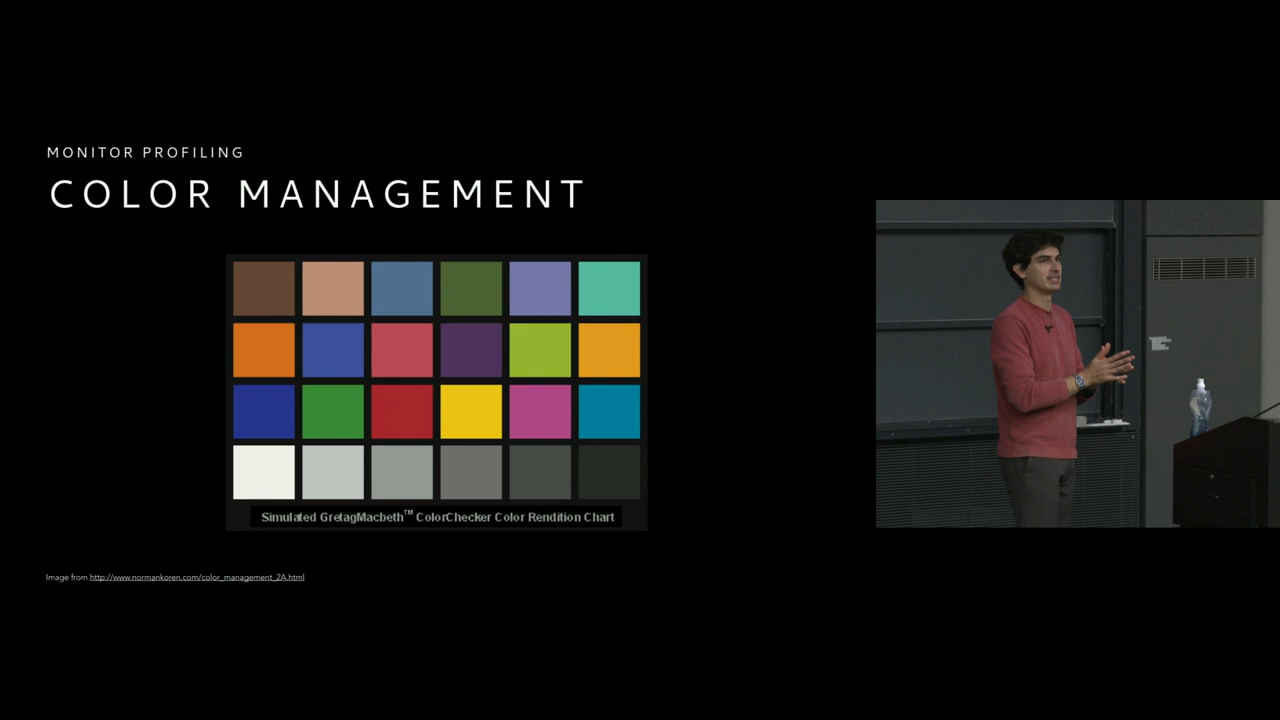 MONITOR PROFILING
COLOR MANAGEMENT
Simulated GretagMacbeth™ ColorChecker Color Rendition Chart
Image from http://www.normankoren.com/color_management_2A.html